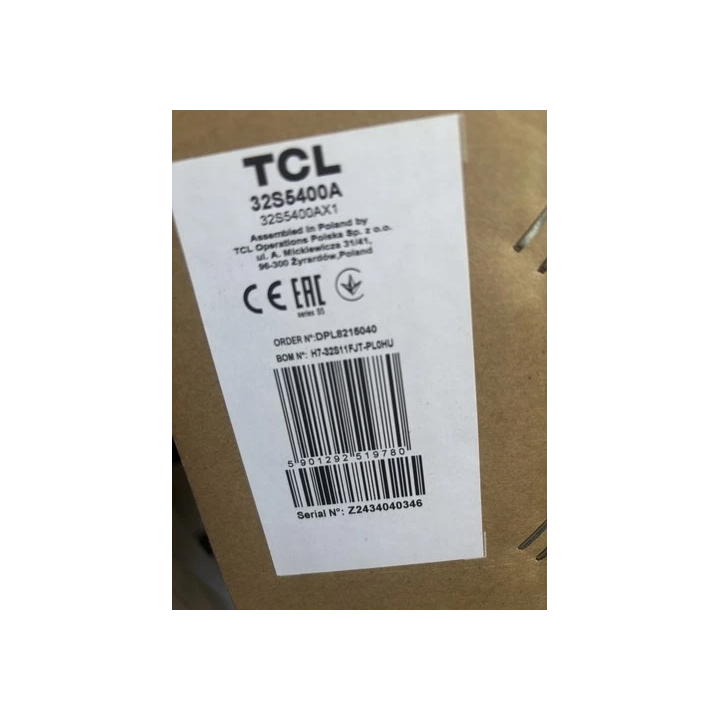 TCL
32S5400A
32S5400AX1
Assembled in Poland by
TCL Operations Polska Sp. z o.o.
ul. A. Mickiewicza 31/41,
96-300 Żyrardów,Poland
CE EAC
series S5
ORDER N°:DPL8215040
BOM N°: H7-32S11FJT-PL0HU
5 901292 519780
Serial N°: Z2434040346